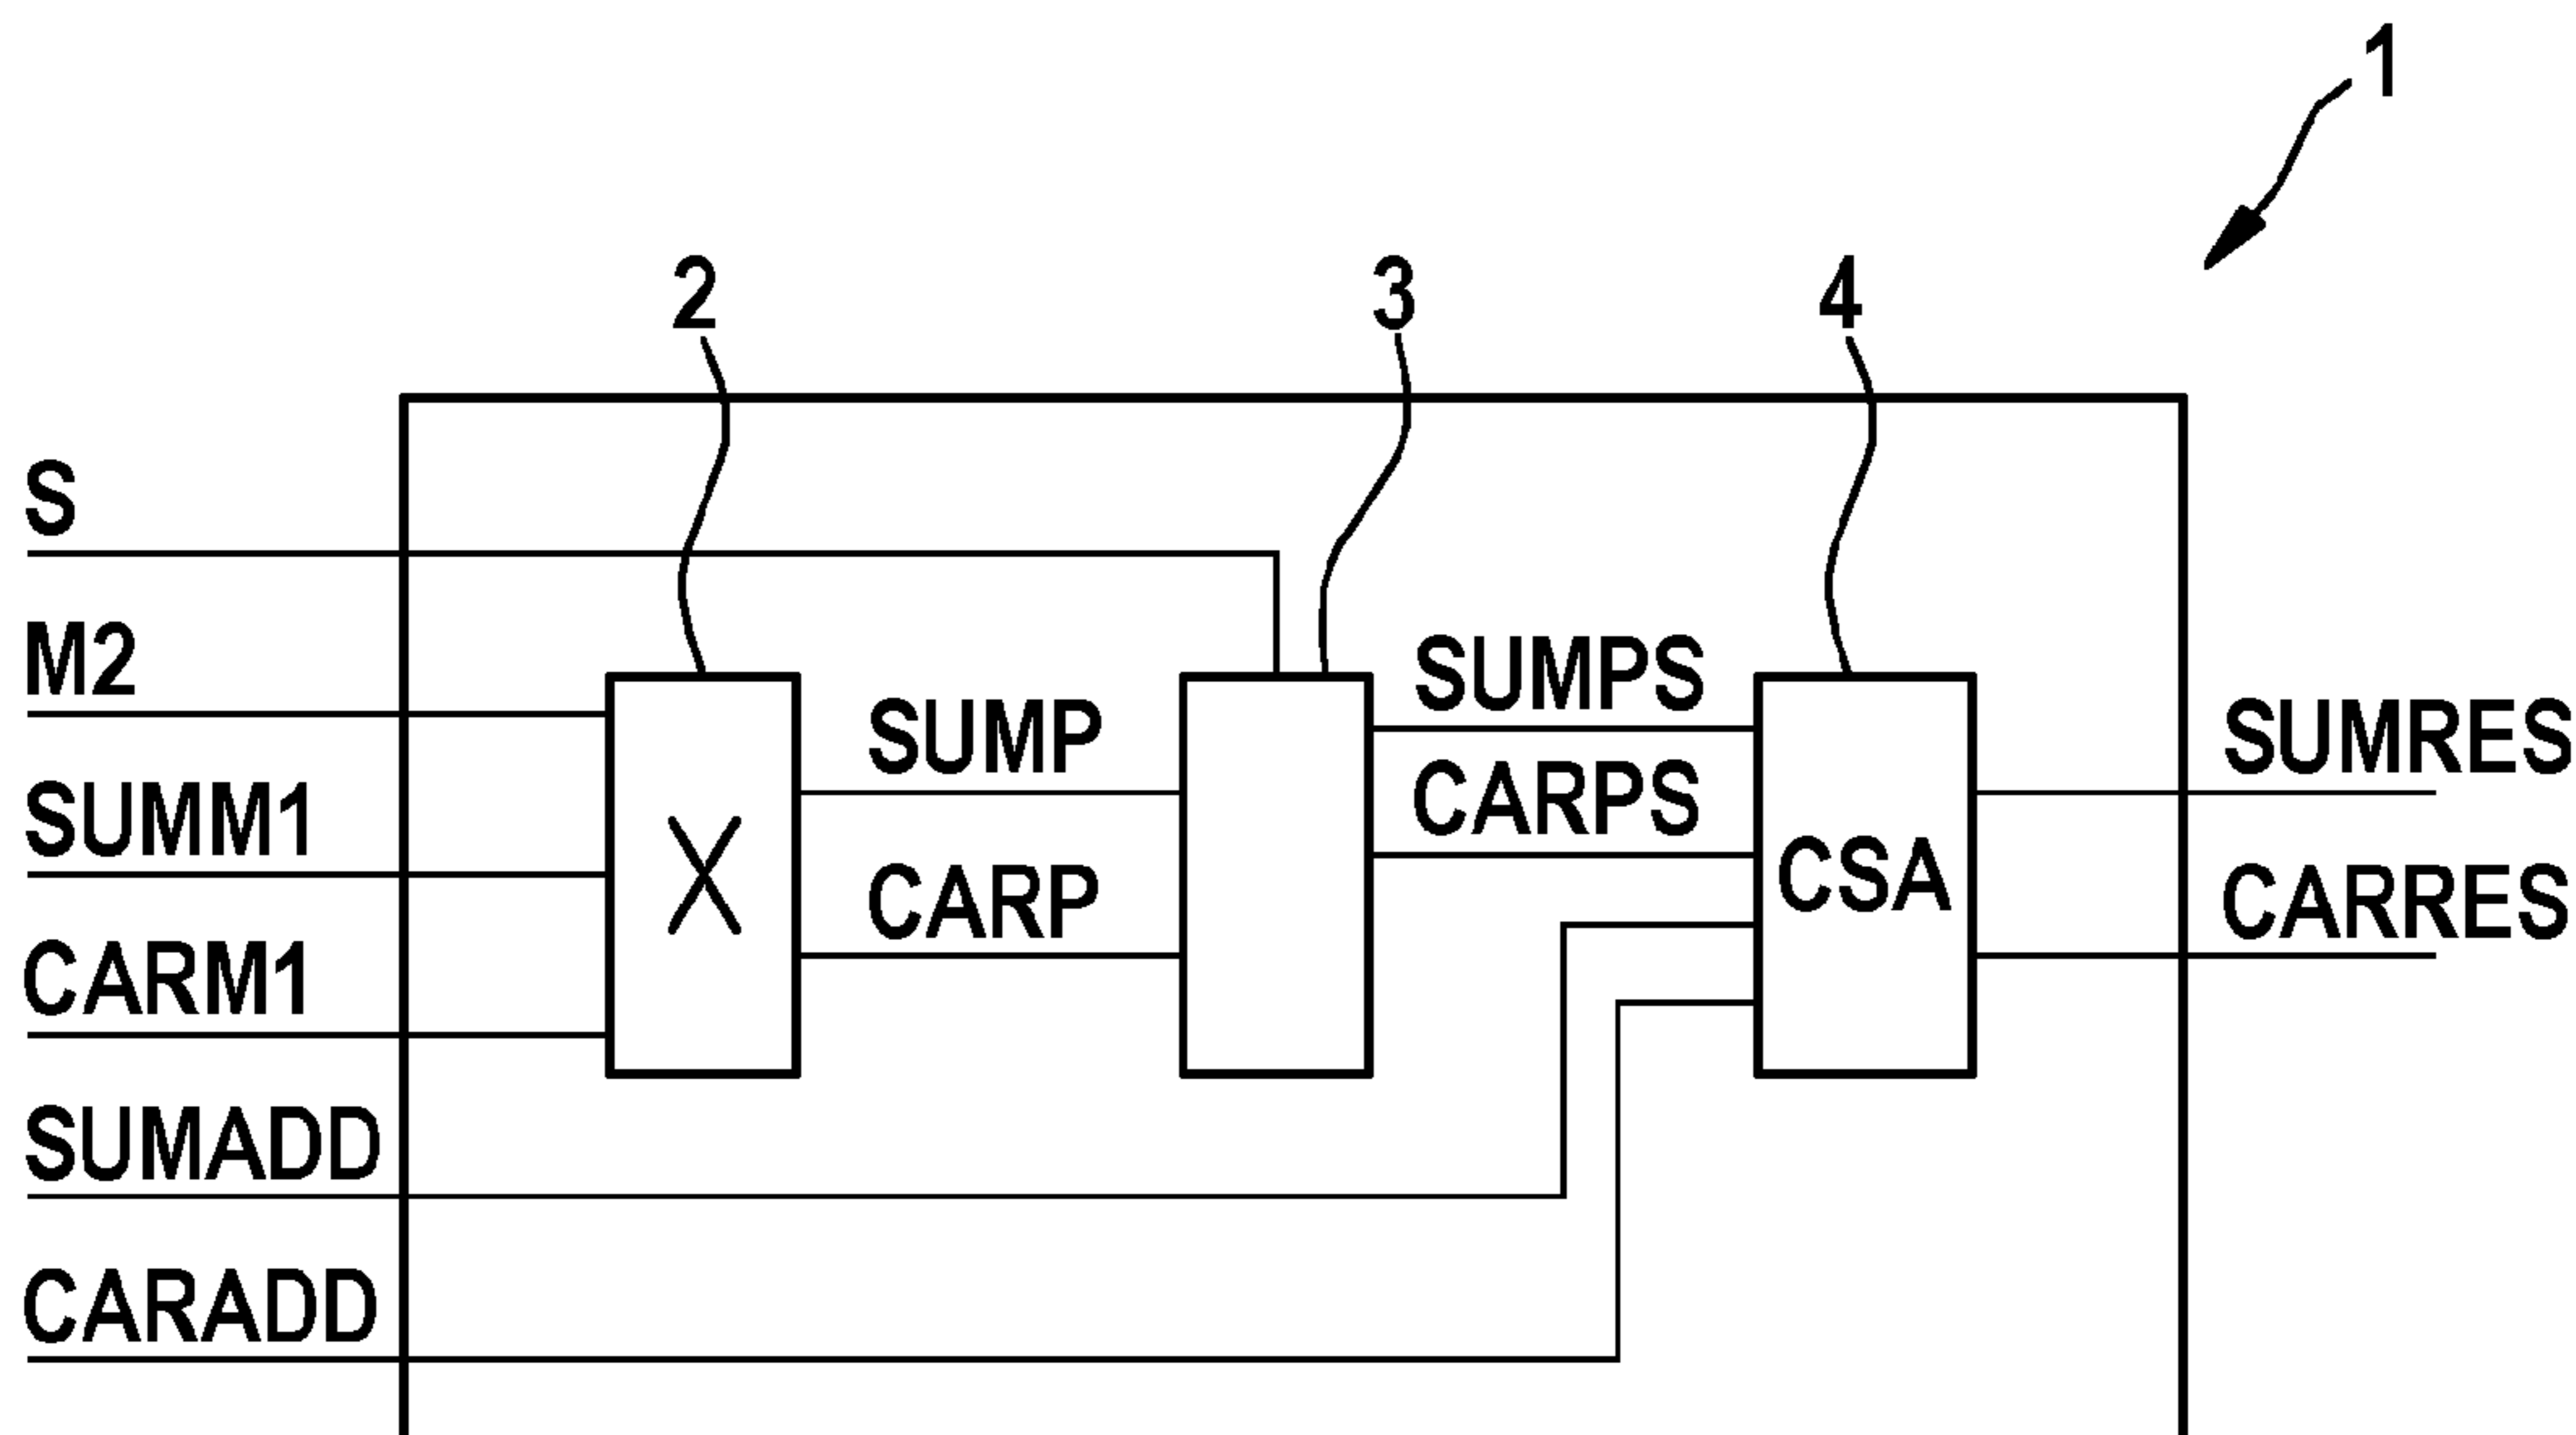 1
2
3
4
S
M2
SUMM1
CARM1
SUMADD
CARADD
X
SUMP
CARP
SUMPS
CARPS
CSA
SUMRES
CARRES